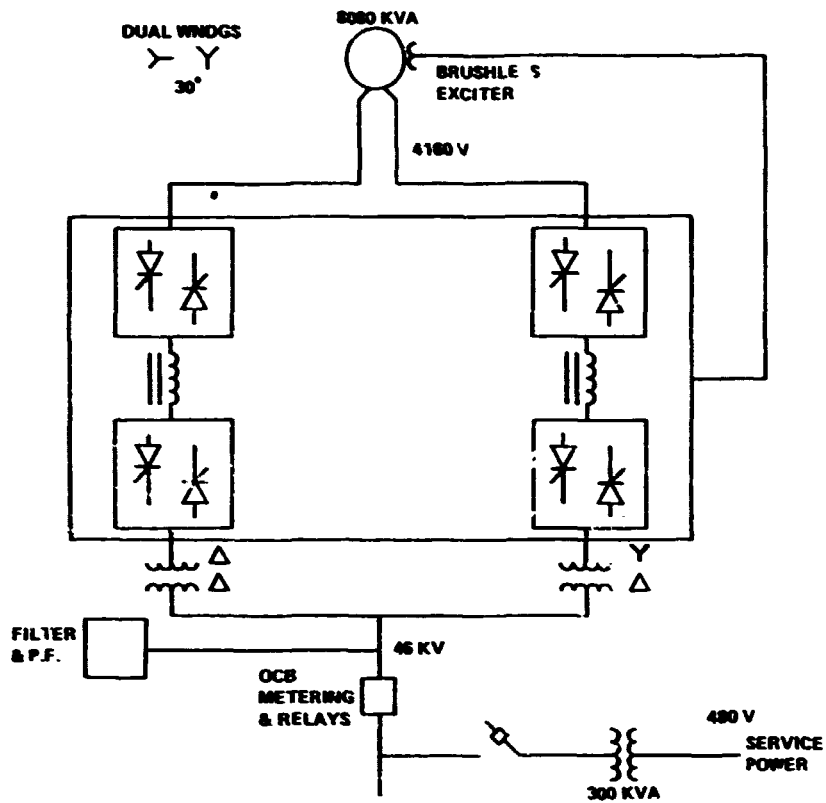 8080 KVA
DUAL WNDGS
30°
BRUSHLE S
EXCITER
4160 V
FILTER
& P.F.
46 KV
OCB
METERING
& RELAYS
480 V
SERVICE
POWER
300 KVA